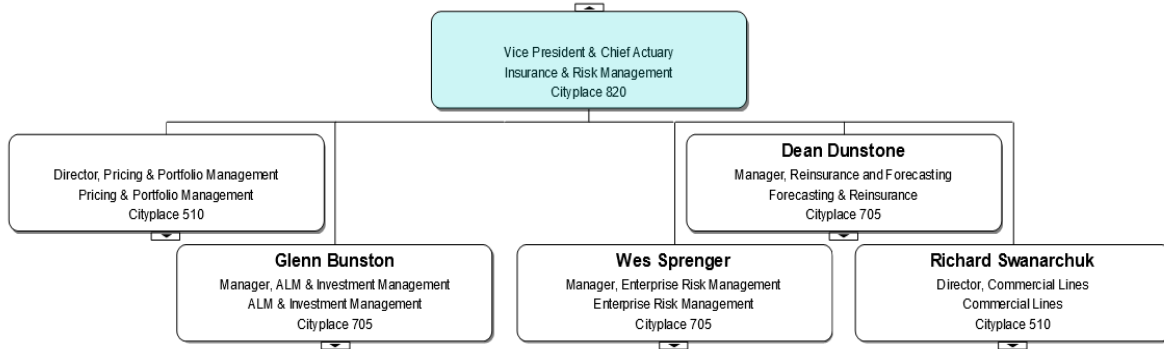 Vice President & Chief Actuary
Insurance & Risk Management
Cityplace 820
Director, Pricing & Portfolio Management
Pricing & Portfolio Management
Cityplace 510
Dean Dunstone
Manager, Reinsurance and Forecasting
Forecasting & Reinsurance
Cityplace 705
Glenn Bunston
Manager, ALM & Investment Management
ALM & Investment Management
Cityplace 705
Wes Sprenger
Manager, Enterprise Risk Management
Enterprise Risk Management
Cityplace 705
Richard Swanarchuk
Director, Commercial Lines
Commercial Lines
Cityplace 510